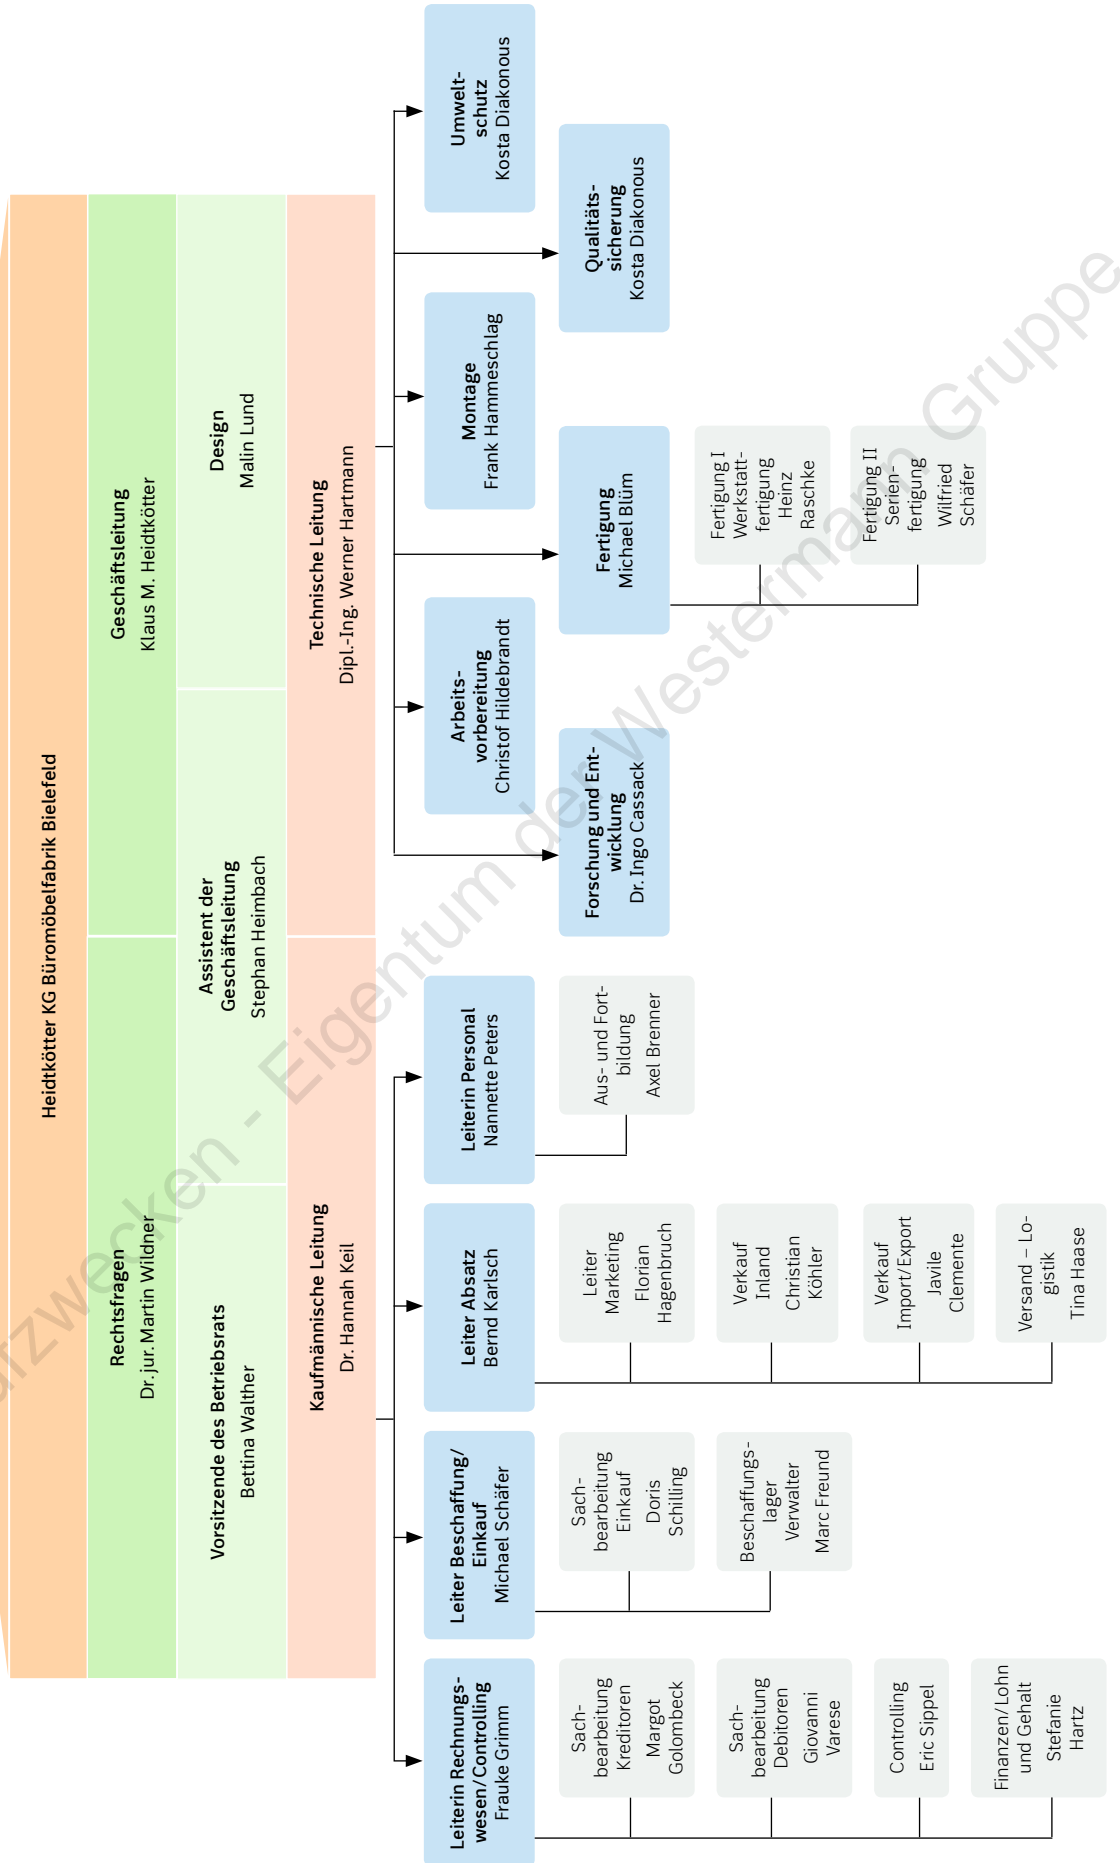 Heidtkötter KG Büromöbelfabrik Bielefeld
Rechtsfragen
Dr. jur. Martin Wildner
Geschäftsleitung
Klaus M. Heidtkötter
Vorsitzende des Betriebsrats
Bettina Walther
Assistent der
Geschäftsleitung
Stephan Heimbach
Design
Malin Lund
Kaufmännische Leitung
Dr. Hannah Keil
Technische Leitung
Dipl.-Ing. Werner Hartmann
Leiterin Rechnungs-
wesen/Controlling
Frauke Grimm
Sach-
bearbeitung
Kreditoren
Margot
Golombeck
Sach-
bearbeitung
Debitoren
Giovanni
Varese
Controlling
Eric Sippel
Finanzen/Lohn
und Gehalt
Stefanie
Hartz
Leiter Beschaffung/
Einkauf
Michael Schäfer
Sach-
bearbeitung
Einkauf
Doris
Schilling
Beschaffungs-
lager
Verwalter
Marc Freund
Leiter Absatz
Bernd Karlsch
Leiter
Marketing
Florian
Hagenbruch
Verkauf
Inland
Christian
Köhler
Verkauf
Import/Export
Javile
Clemente
Versand – Lo-
gistik
Tina Haase
Leiterin Personal
Nannette Peters
Aus- und Fort-
bildung
Axel Brenner
Forschung und Ent-
wicklung
Dr. Ingo Cassack
Arbeits-
vorbereitung
Christof Hildebrandt
Fertigung
Michael Blüm
Fertigung I
Werkstatt-
fertigung
Heinz
Raschke
Fertigung II
Serien-
fertigung
Wilfried
Schäfer
Montage
Frank Hammeschlag
Qualitäts-
sicherung
Kosta Diakonous
Umwelt-
schutz
Kosta Diakonous
- Eigentum der Westermann Gruppe